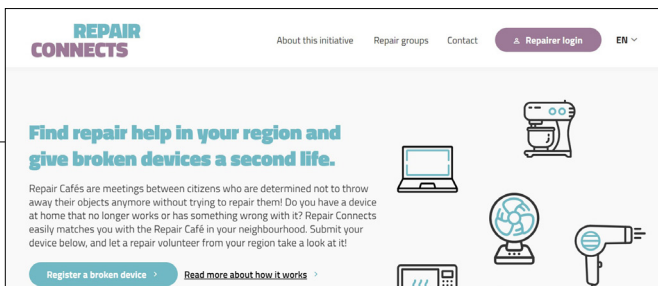 REPAIR
CONNECTS
About this initiative
Repair groups
Contact
Repairer login
EN
Find repair help in your region and
give broken devices a second life.
Repair Cafés are meetings between citizens who are determined not to throw
away their objects anymore without trying to repair them! Do you have a device
at home that no longer works or has something wrong with it? Repair Connects
easily matches you with the Repair Café in your neighbourhood. Submit your
device below, and let a repair volunteer from your region take a look at it!
Register a broken device
Read more about how it works